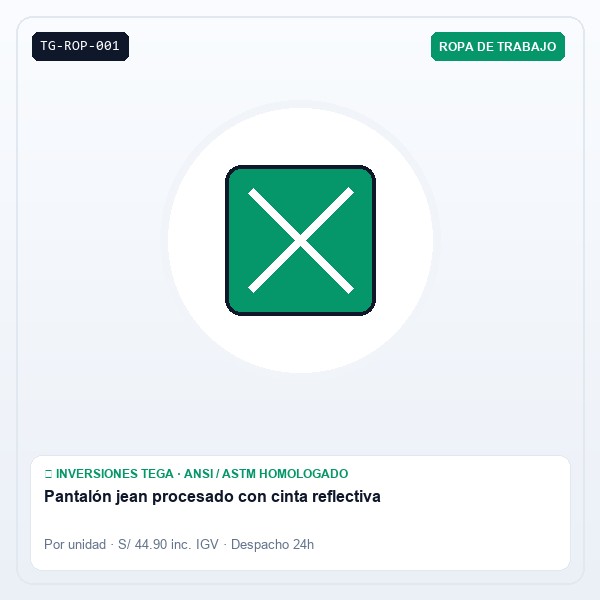 TG-ROP-001
ROPA DE TRABAJO
INVERSIONES TEGA · ANSI / ASTM HOMOLOGADO
Pantalón jean procesado con cinta reflectiva
Por unidad · S/ 44.90 inc. IGV · Despacho 24h